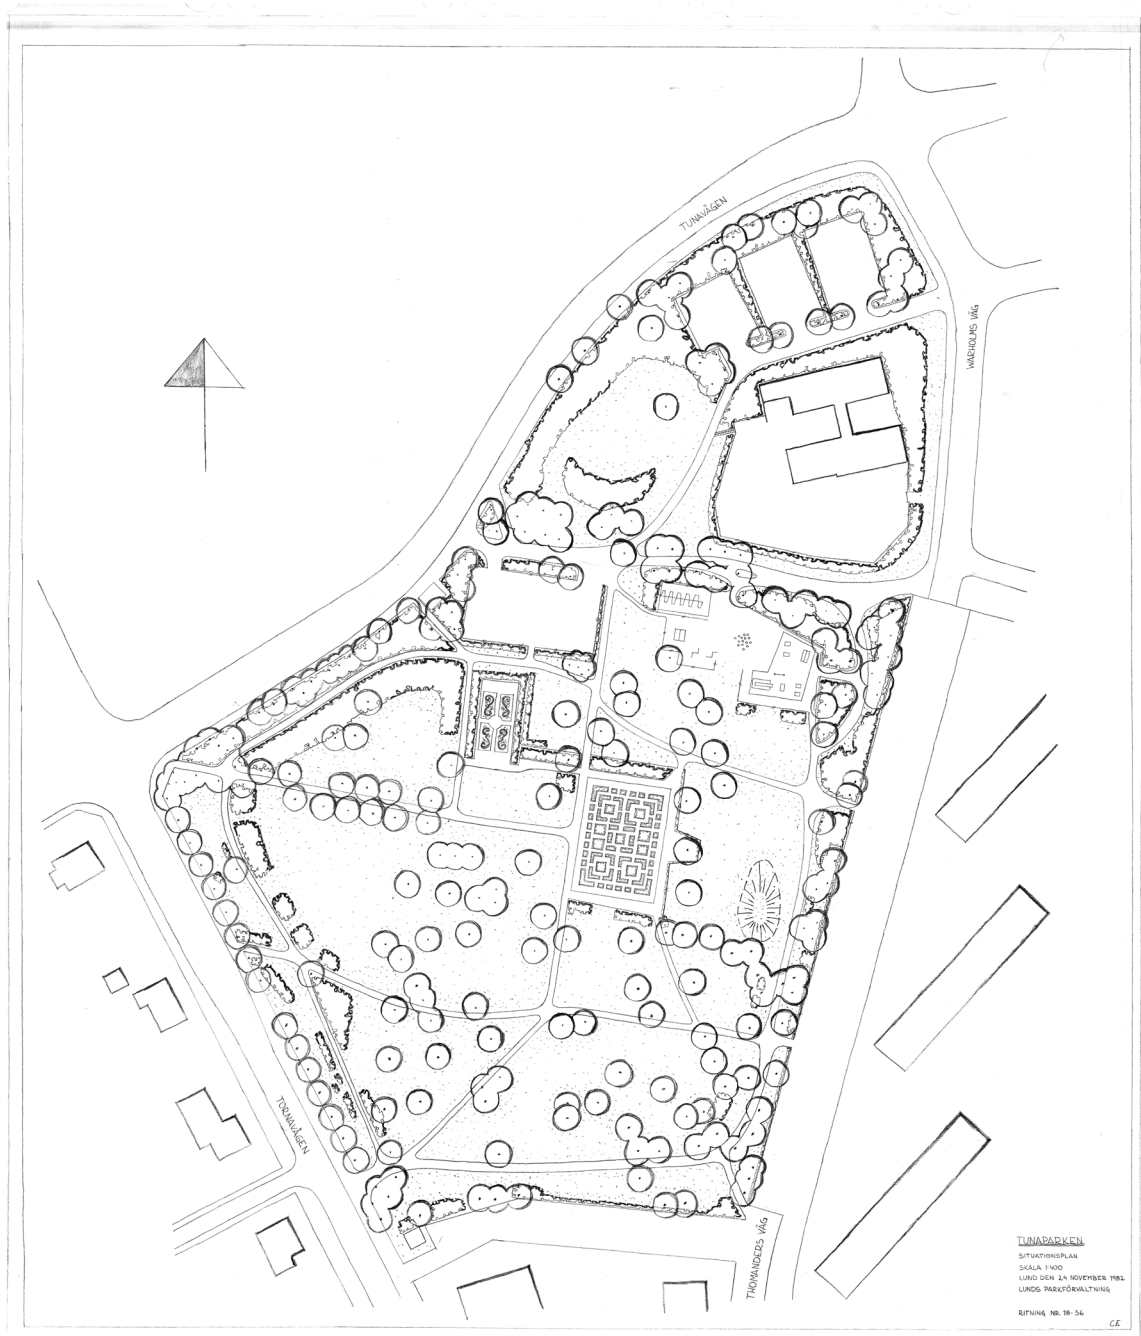 TUNAVÄGEN
WARHOLMS VÄG
TORNAVÄGEN
THOMANDERS VÄG
TUNAPARKEN
SITUATIONSPLAN
SKALA 1:400
LUND DEN 24 NOVEMBER 1982
LUNDS PARKFÖRVALTNING
RITNING NR. 18-36
CE